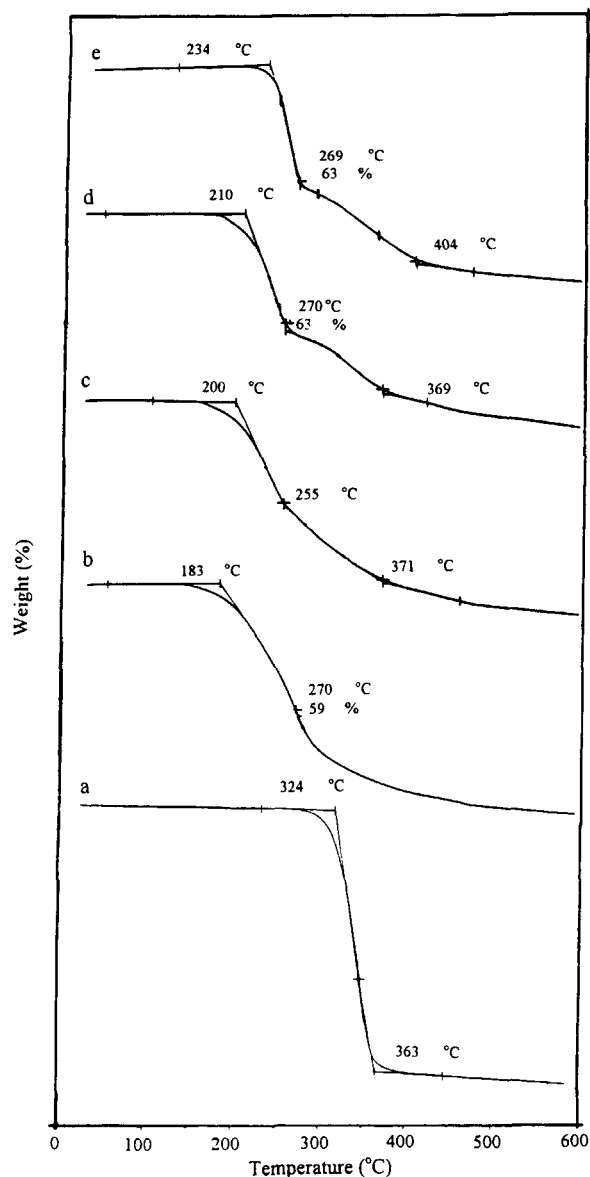 e
234 °C
269 °C
63 %
404 °C
d
210 °C
270 °C
63 %
369 °C
c
200 °C
255 °C
371 °C
b
183 °C
270 °C
59 %
a
324 °C
363 °C
Weight (%)
0 100 200 300 400 500 600
Temperature (°C)